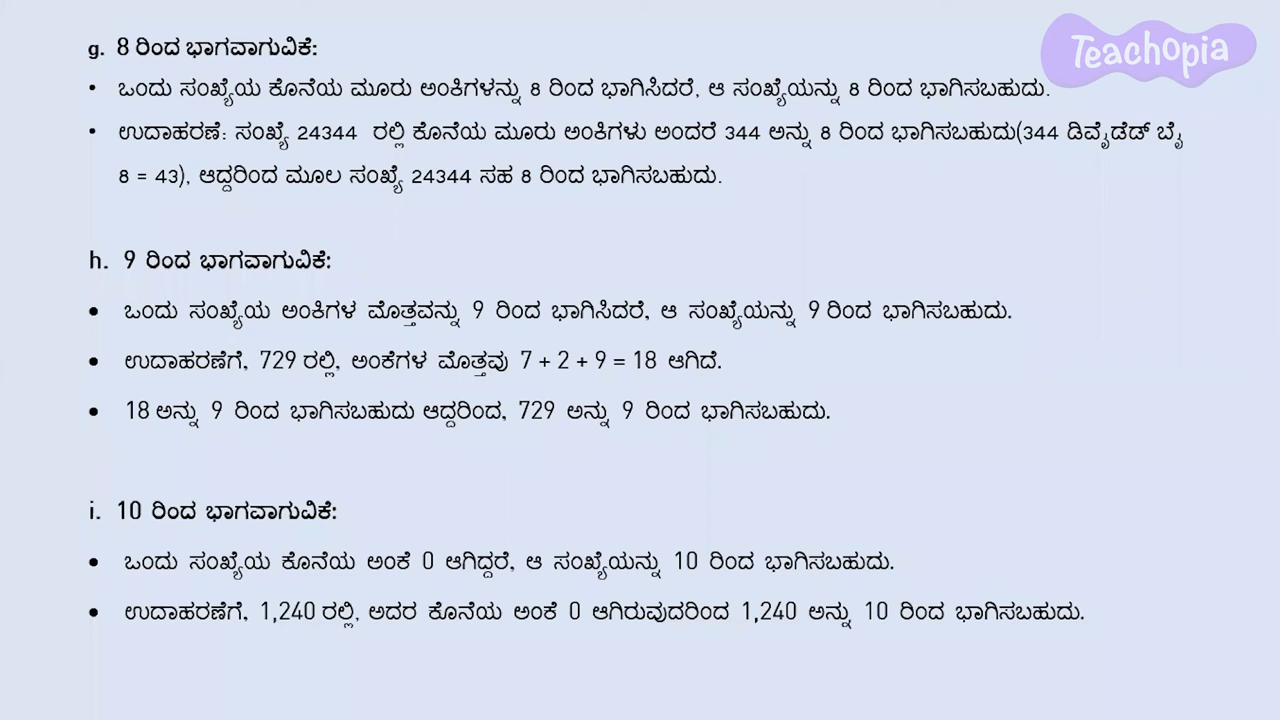 Teachopia
g. 8 ರಿಂದ ಭಾಗವಾಗುವಿಕೆ:
• ಒಂದು ಸಂಖ್ಯೆಯ ಕೊನೆಯ ಮೂರು ಅಂಕಿಗಳನ್ನು 8 ರಿಂದ ಭಾಗಿಸಿದರೆ, ಆ ಸಂಖ್ಯೆಯನ್ನು 8 ರಿಂದ ಭಾಗಿಸಬಹುದು.
• ಉದಾಹರಣೆ: ಸಂಖ್ಯೆ 24344 ರಲ್ಲಿ ಕೊನೆಯ ಮೂರು ಅಂಕಿಗಳು ಅಂದರೆ 344 ಅನ್ನು 8 ರಿಂದ ಭಾಗಿಸಬಹುದು(344 ಡಿವೈಡೆಡ್ ಬೈ
8 = 43), ಆದ್ದರಿಂದ ಮೂಲ ಸಂಖ್ಯೆ 24344 ಸಹ 8 ರಿಂದ ಭಾಗಿಸಬಹುದು.
h. 9 ರಿಂದ ಭಾಗವಾಗುವಿಕೆ:
• ಒಂದು ಸಂಖ್ಯೆಯ ಅಂಕಿಗಳ ಮೊತ್ತವನ್ನು 9 ರಿಂದ ಭಾಗಿಸಿದರೆ, ಆ ಸಂಖ್ಯೆಯನ್ನು 9 ರಿಂದ ಭಾಗಿಸಬಹುದು.
• ಉದಾಹರಣೆಗೆ, 729 ರಲ್ಲಿ, ಅಂಕೆಗಳ ಮೊತ್ತವು 7 + 2 + 9 = 18 ಆಗಿದೆ.
• 18 ಅನ್ನು 9 ರಿಂದ ಭಾಗಿಸಬಹುದು ಆದ್ದರಿಂದ, 729 ಅನ್ನು 9 ರಿಂದ ಭಾಗಿಸಬಹುದು.
i. 10 ರಿಂದ ಭಾಗವಾಗುವಿಕೆ:
• ಒಂದು ಸಂಖ್ಯೆಯ ಕೊನೆಯ ಅಂಕೆ 0 ಆಗಿದ್ದರೆ, ಆ ಸಂಖ್ಯೆಯನ್ನು 10 ರಿಂದ ಭಾಗಿಸಬಹುದು.
• ಉದಾಹರಣೆಗೆ, 1,240 ರಲ್ಲಿ, ಅದರ ಕೊನೆಯ ಅಂಕೆ 0 ಆಗಿರುವುದರಿಂದ 1,240 ಅನ್ನು 10 ರಿಂದ ಭಾಗಿಸಬಹುದು.